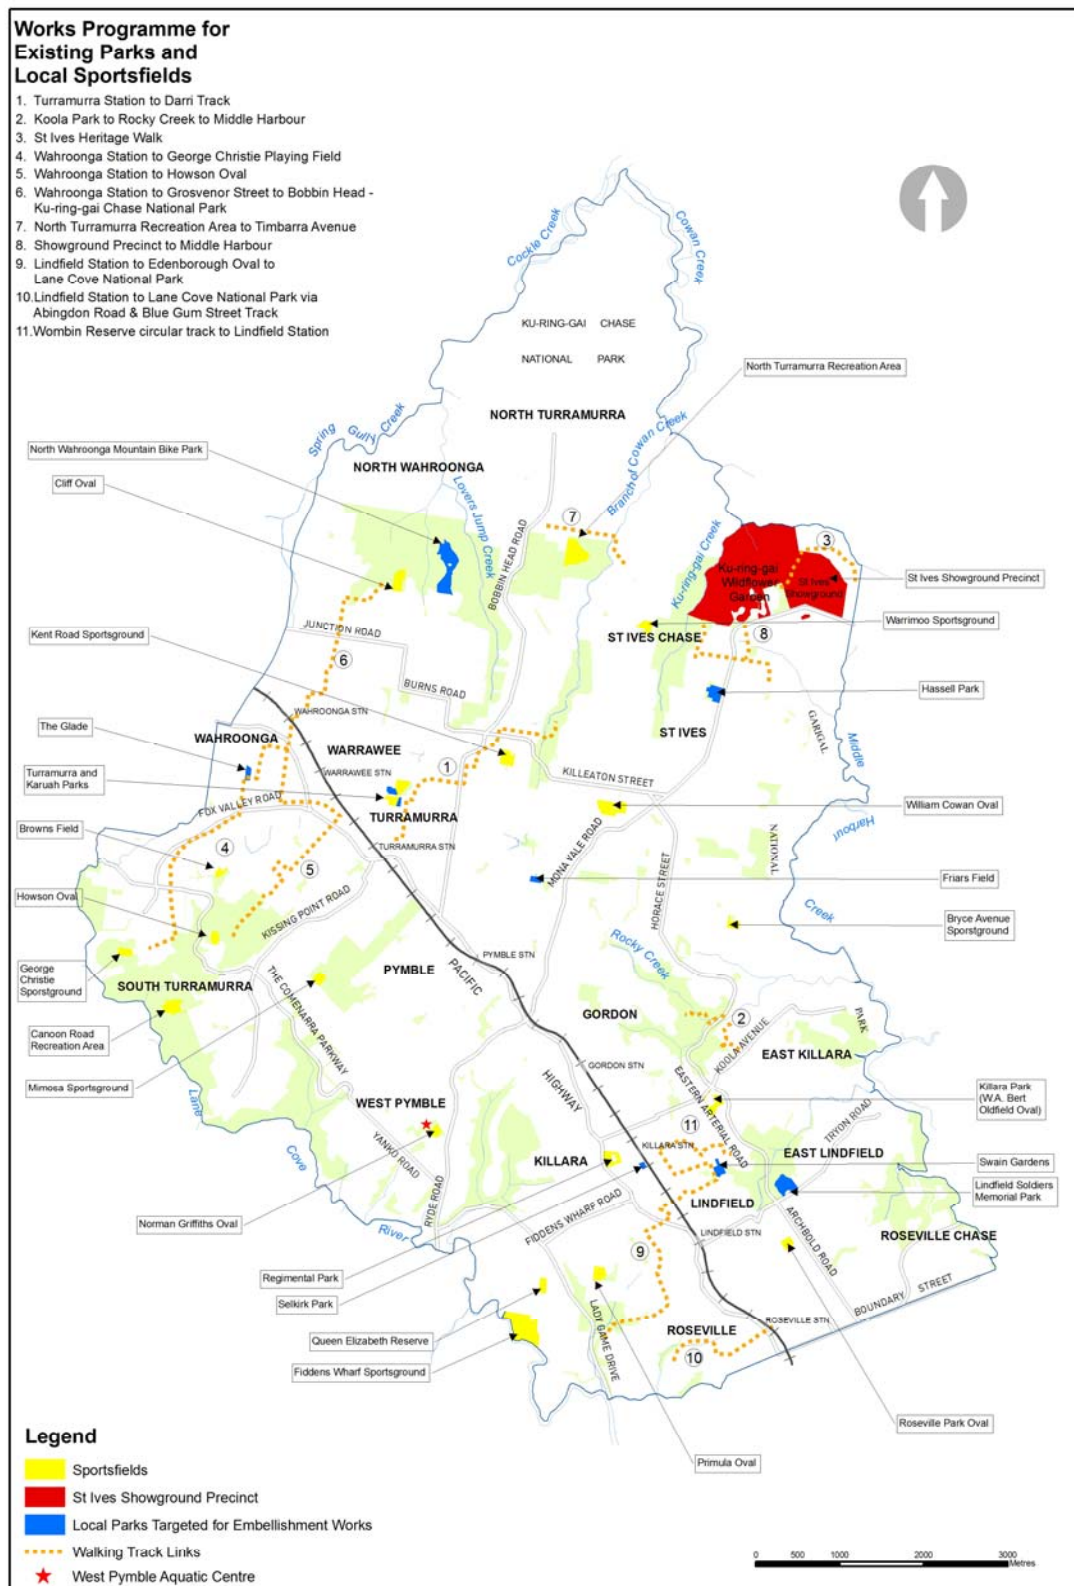 Works Programme for
Existing Parks and
Local Sportsfields
1. Turramurra Station to Darri Track
2. Koola Park to Rocky Creek to Middle Harbour
3. St Ives Heritage Walk
4. Wahroonga Station to George Christie Playing Field
5. Wahroonga Station to Howson Oval
6. Wahroonga Station to Grosvenor Street to Bobbin Head -
Ku-ring-gai Chase National Park
7. North Turramurra Recreation Area to Timbarra Avenue
8. Showground Precinct to Middle Harbour
9. Lindfield Station to Edenborough Oval to
Lane Cove National Park
10.Lindfield Station to Lane Cove National Park via
Abingdon Road & Blue Gum Street Track
11.Wombin Reserve circular track to Lindfield Station
Cockle Creek
Cowan Creek
KU-RING-GAI CHASE
NATIONAL PARK
North Turramurra Recreation Area
NORTH TURRAMURRA
Spring Gully Creek
North Wahroonga Mountain Bike Park
NORTH WAHROONGA
Cliff Oval
Lovers Jump Creek
Branch of Cowan Creek
7
BOBBIN HEAD ROAD
Ku-ring-gai Creek
3
Ku-ring-gai
Wildflower
Garden
St Ives
Showground
St Ives Showground Precinct
Warrimoo Sportsground
Kent Road Sportsground
JUNCTION ROAD
ST IVES CHASE
8
6
BURNS ROAD
Hassell Park
WAHROONGA STN
The Glade
WAHROONGA
WARRAWEE
ST IVES
GARIGAL
Middle
Turramurra and
Karuah Parks
WARRAWEE STN
1
KILLEATON STREET
FOX VALLEY ROAD
TURRAMURRA
William Cowan Oval
Browns Field
TURRAMURRA STN
MONA VALE ROAD
NATIONAL
Harbour
4
5
Friars Field
Howson Oval
KISSING POINT ROAD
HORACE STREET
Creek
Bryce Avenue
Sporstground
George
Christie
Sporstground
PYMBLE STN
Rocky Creek
PYMBLE
PACIFIC
SOUTH TURRAMURRA
THE COMENARRA PARKWAY
GORDON
2
PARK
Canoon Road
Recreation Area
KOOLA AVENUE
EAST KILLARA
Mimosa Sportsground
GORDON STN
HIGHWAY
EASTERN ARTERIAL ROAD
Killara Park
(W.A. Bert
Oldfield Oval)
Lane
WEST PYMBLE
11
TRYON ROAD
YANKO ROAD
KILLARA STN
EAST LINDFIELD
Cove
KILLARA
Swain Gardens
RYDE ROAD
Lindfield Soldiers
Memorial Park
LINDFIELD
Norman Griffiths Oval
FIDDENS WHARF ROAD
River
LINDFIELD STN
ARCHBOLD ROAD
ROSEVILLE CHASE
9
Regimental Park
BOUNDARY STREET
Selkirk Park
ROSEVILLE STN
Queen Elizabeth Reserve
LADY GAME DRIVE
ROSEVILLE
10
Fiddens Wharf Sportsground
Roseville Park Oval
Primula Oval
Legend
Sportsfields
St Ives Showground Precinct
Local Parks Targeted for Embellishment Works
Walking Track Links
West Pymble Aquatic Centre
0 500 1000 2000 3000
Metres